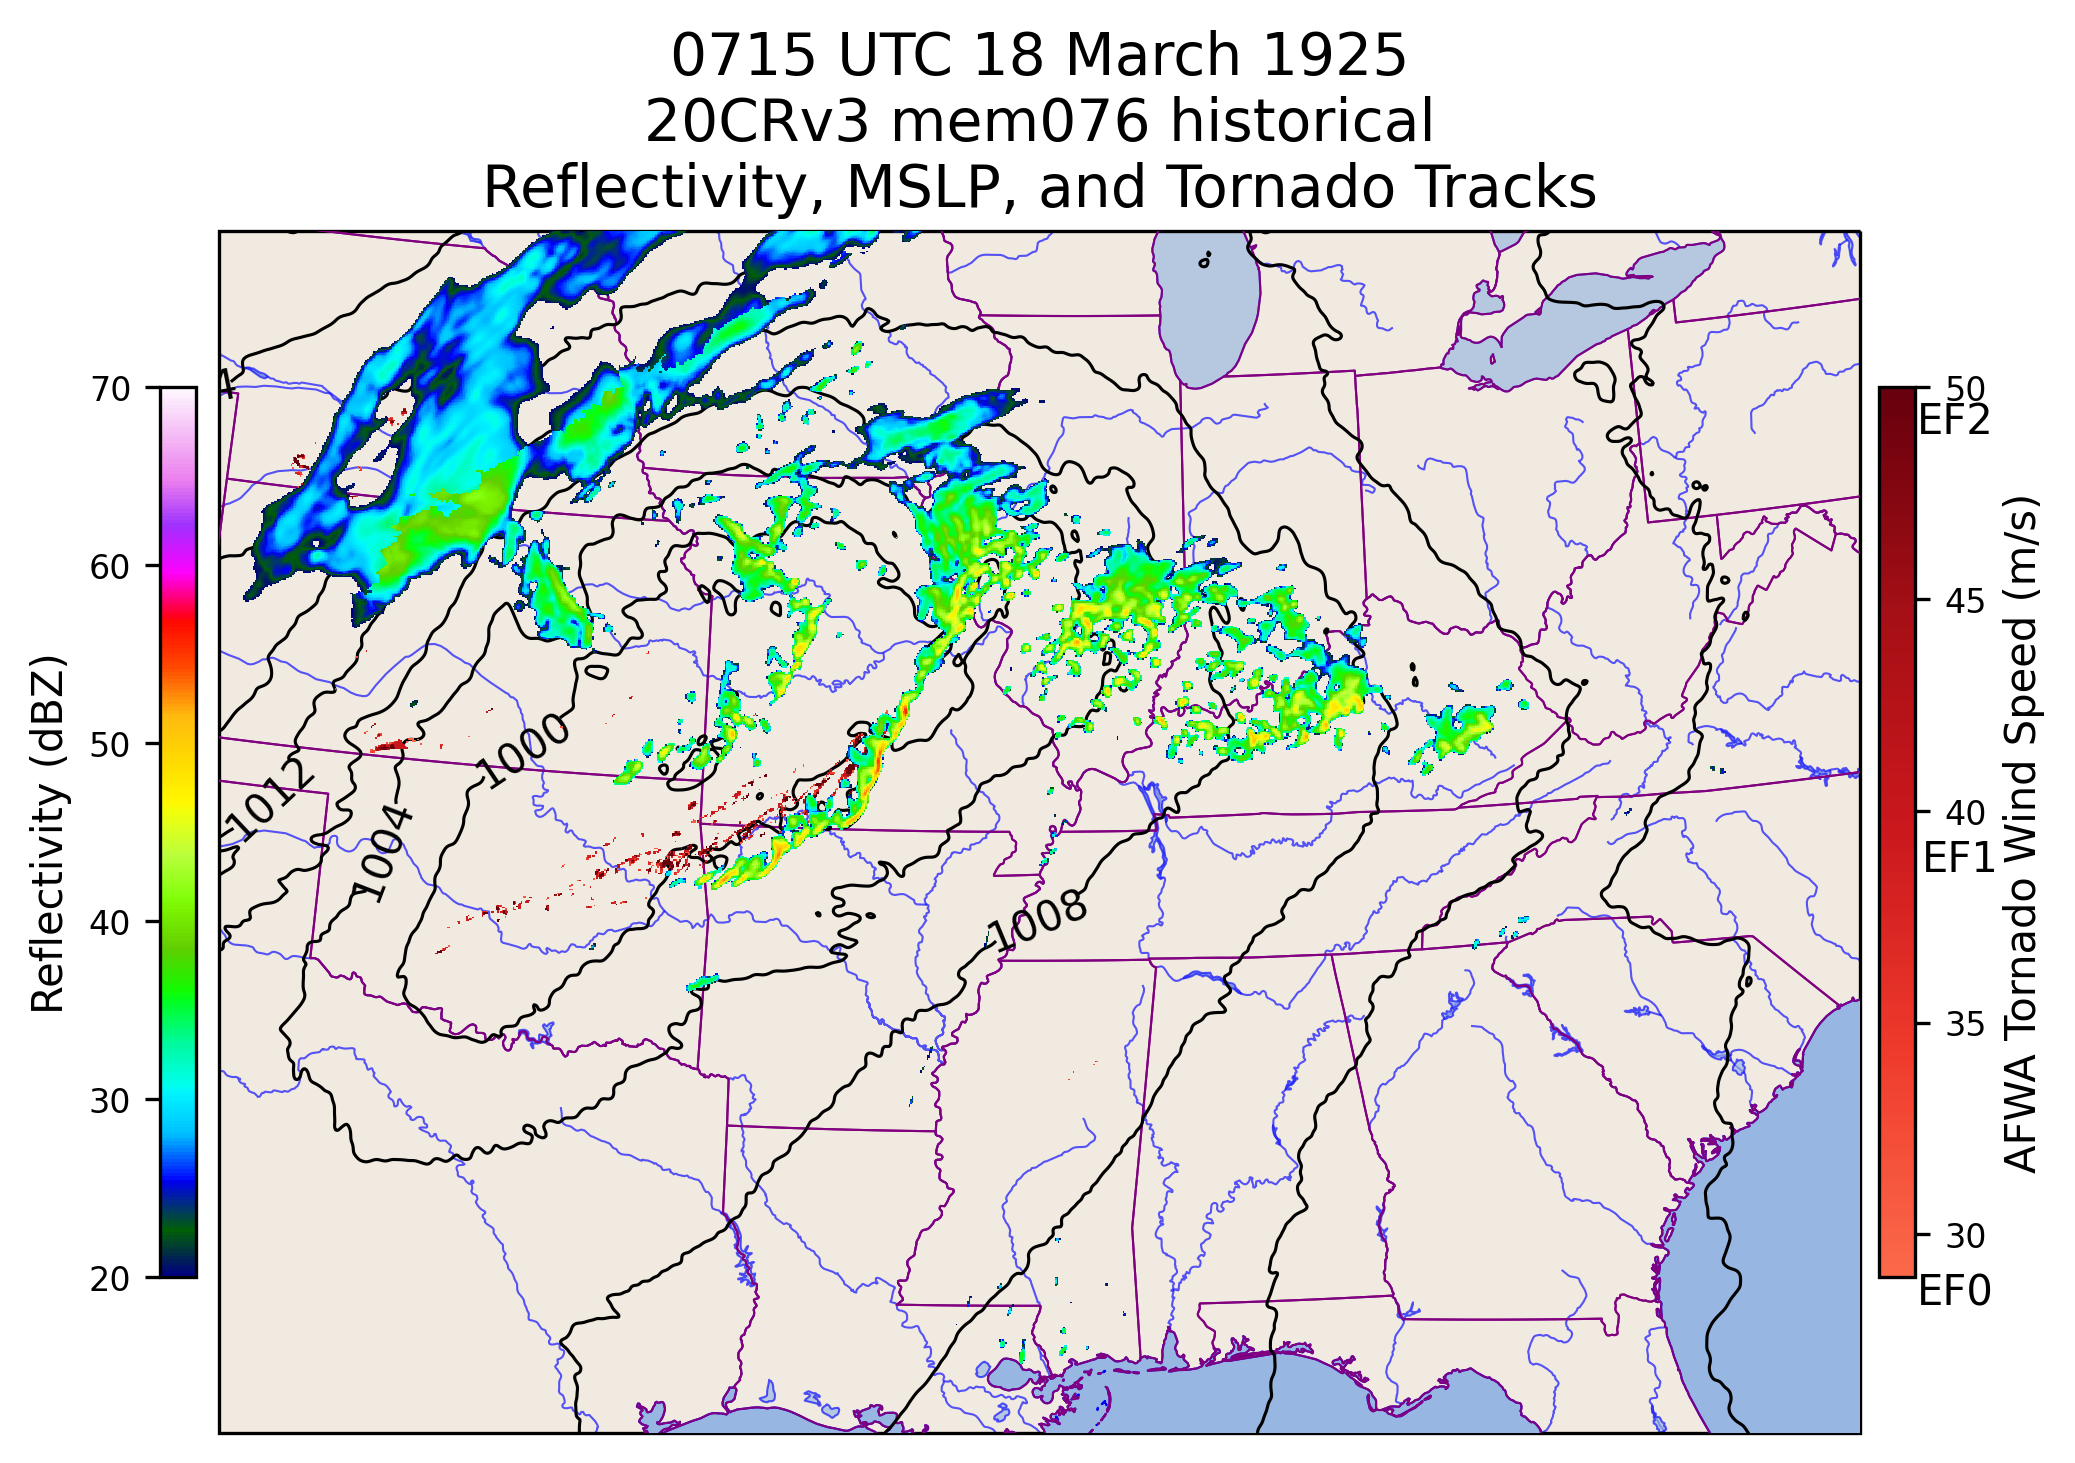 0715 UTC 18 March 1925
20CRv3 mem076 historical
Reflectivity, MSLP, and Tornado Tracks
70
60
50
40
30
20
Reflectivity (dBZ)
4
1000
1012
1004
1008
50
EF2
45
40
EF1
35
30
EF0
AFWA Tornado Wind Speed (m/s)